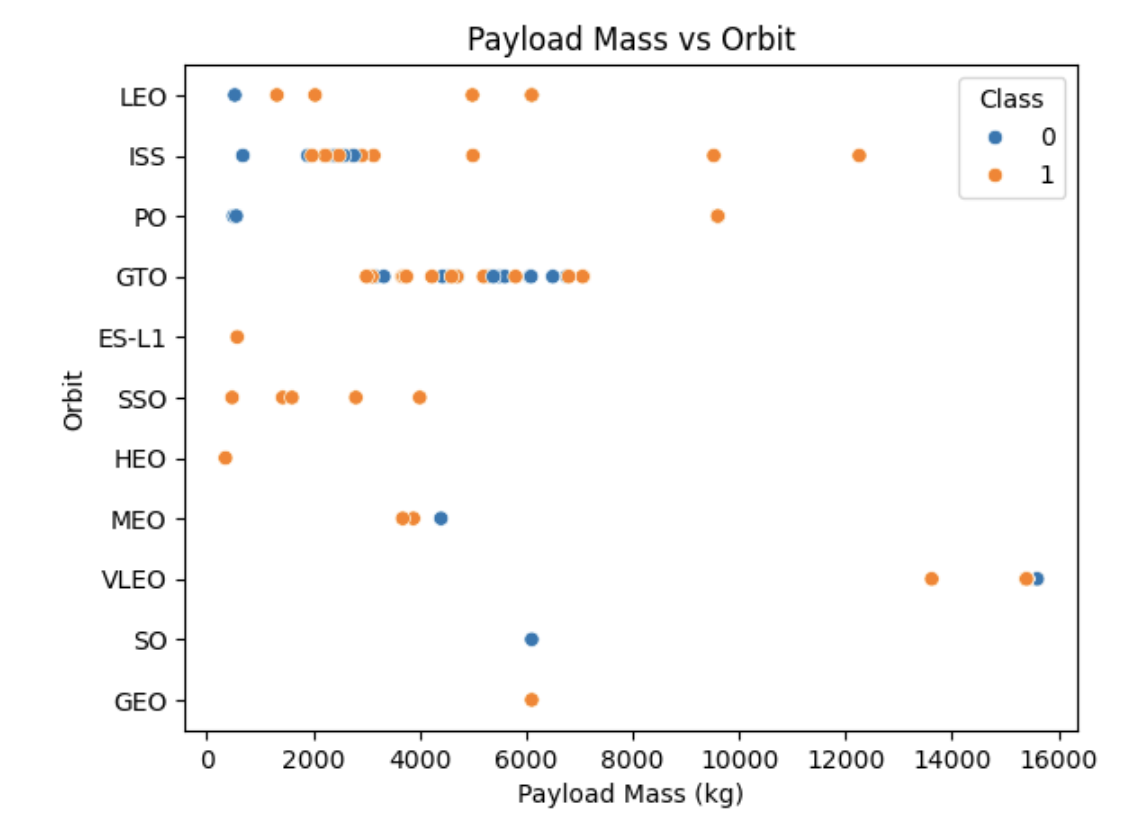 Payload Mass vs Orbit
Class
0
1
Orbit
LEO
ISS
PO
GTO
ES-L1
SSO
HEO
MEO
VLEO
SO
GEO
0 2000 4000 6000 8000 10000 12000 14000 16000
Payload Mass (kg)